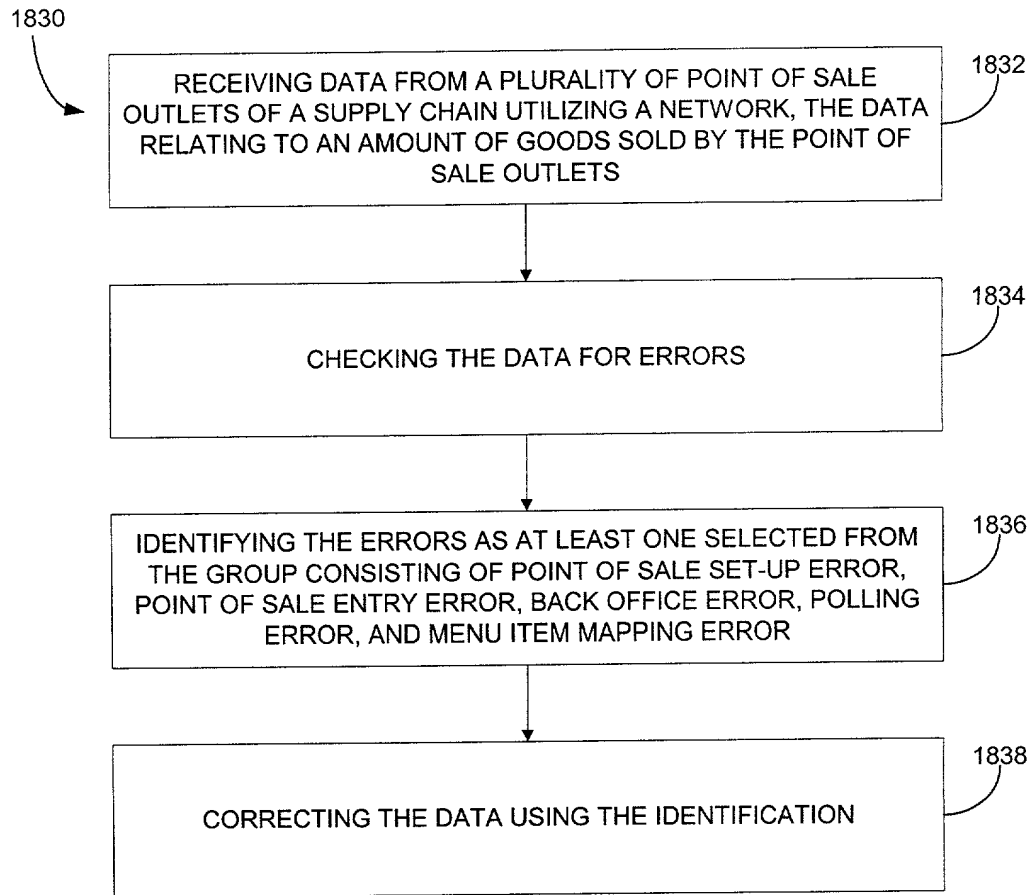 1830
RECEIVING DATA FROM A PLURALITY OF POINT OF SALE
OUTLETS OF A SUPPLY CHAIN UTILIZING A NETWORK, THE DATA
RELATING TO AN AMOUNT OF GOODS SOLD BY THE POINT OF
SALE OUTLETS
1832
CHECKING THE DATA FOR ERRORS
1834
IDENTIFYING THE ERRORS AS AT LEAST ONE SELECTED FROM
THE GROUP CONSISTING OF POINT OF SALE SET-UP ERROR,
POINT OF SALE ENTRY ERROR, BACK OFFICE ERROR, POLLING
ERROR, AND MENU ITEM MAPPING ERROR
1836
CORRECTING THE DATA USING THE IDENTIFICATION
1838